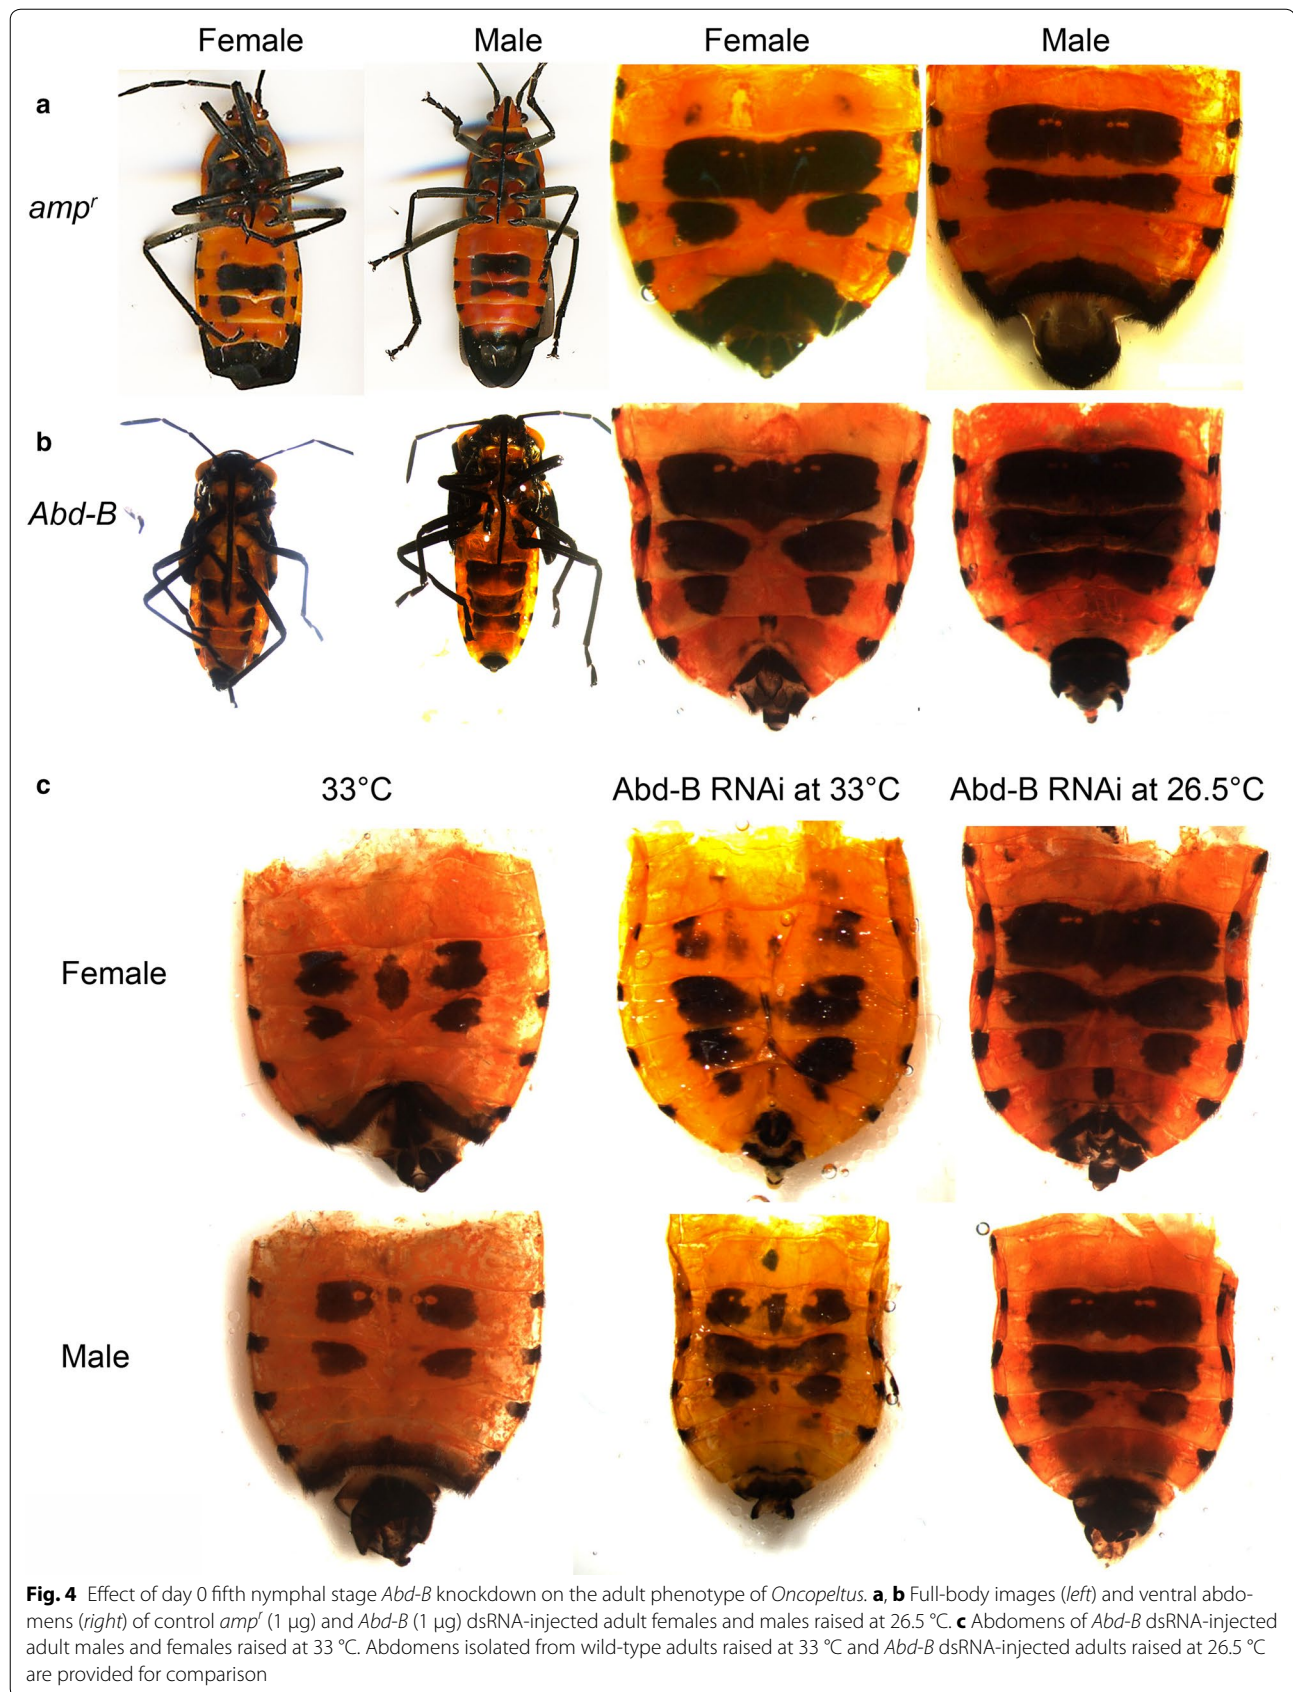 Female Male Female Male
a
amp^r
b
Abd-B
c
33°C Abd-B RNAi at 33°C Abd-B RNAi at 26.5°C
Female
Male
Fig. 4 Effect of day 0 fifth nymphal stage Abd-B knockdown on the adult phenotype of Oncopeltus. a, b Full-body images (left) and ventral abdo-
mens (right) of control amp^r (1 µg) and Abd-B (1 µg) dsRNA-injected adult females and males raised at 26.5 °C. c Abdomens of Abd-B dsRNA-injected
adult males and females raised at 33 °C. Abdomens isolated from wild-type adults raised at 33 °C and Abd-B dsRNA-injected adults raised at 26.5 °C
are provided for comparison